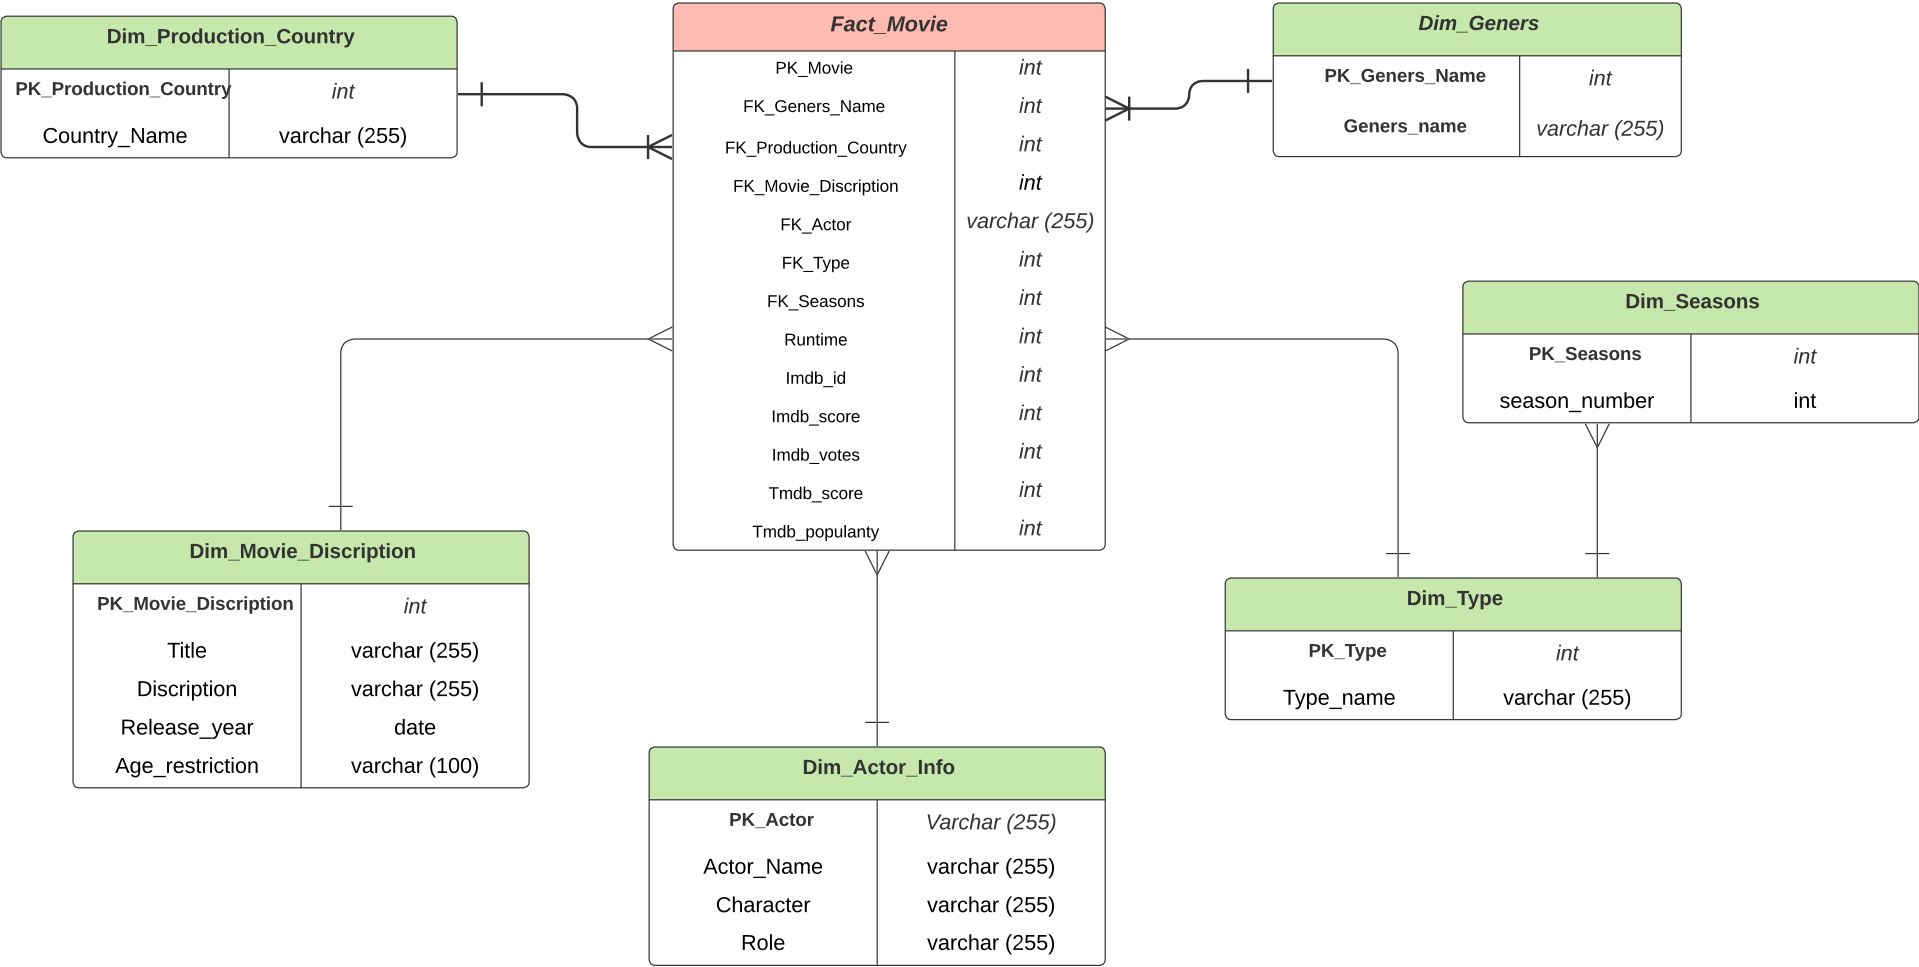 Dim_Production_Country
PK_Production_Country int
Country_Name varchar (255)
Fact_Movie
PK_Movie int
FK_Geners_Name int
FK_Production_Country int
FK_Movie_Discription int
FK_Actor varchar (255)
FK_Type int
FK_Seasons int
Runtime int
Imdb_id int
Imdb_score int
Imdb_votes int
Tmdb_score int
Tmdb_populanty int
Dim_Geners
PK_Geners_Name int
Geners_name varchar (255)
Dim_Seasons
PK_Seasons int
season_number int
Dim_Movie_Discription
PK_Movie_Discription int
Title varchar (255)
Discription varchar (255)
Release_year date
Age_restriction varchar (100)
Dim_Type
PK_Type int
Type_name varchar (255)
Dim_Actor_Info
PK_Actor Varchar (255)
Actor_Name varchar (255)
Character varchar (255)
Role varchar (255)